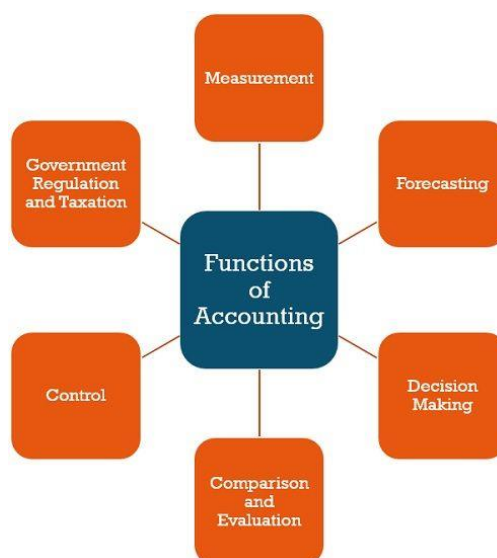 Measurement
Government
Regulation
and Taxation
Forecasting
Functions
of
Accounting
Control
Decision
Making
Comparison
and
Evaluation